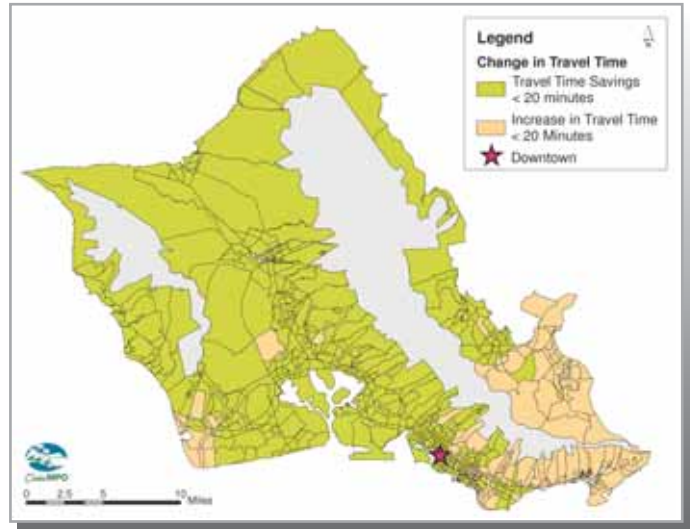 Legend
N
Change in Travel Time
Travel Time Savings
< 20 minutes
Increase in Travel Time
< 20 Minutes
Downtown
OahuMPO
0 2.5 5 10
Miles